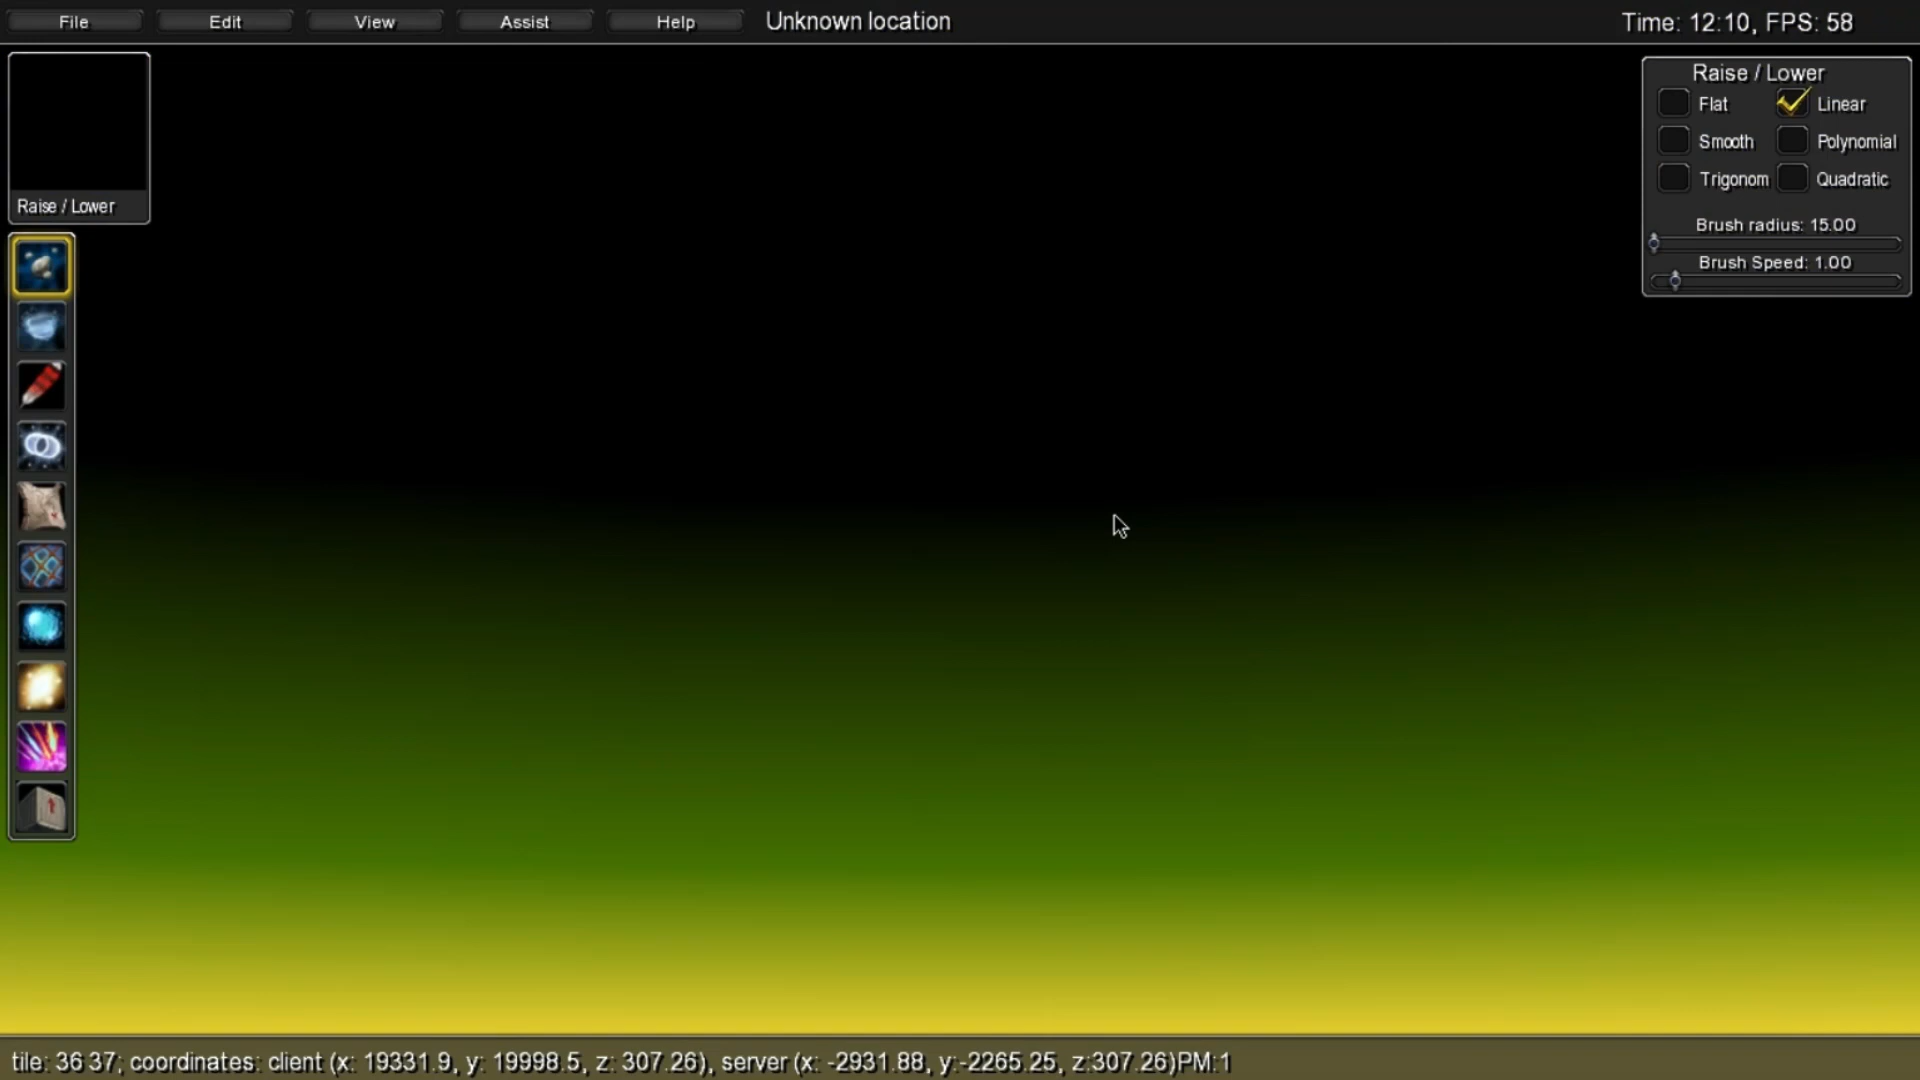 File Edit View Assist Help Unknown location Time: 12:10, FPS: 58
Raise / Lower
Raise / Lower
Flat Linear
Smooth Polynomial
Trigonom Quadratic
Brush radius: 15.00
Brush Speed: 1.00
tile: 36 37; coordinates: client (x: 19331.9, y: 19998.5, z: 307.26), server (x: -2931.88, y:-2265.25, z:307.26)PM:1